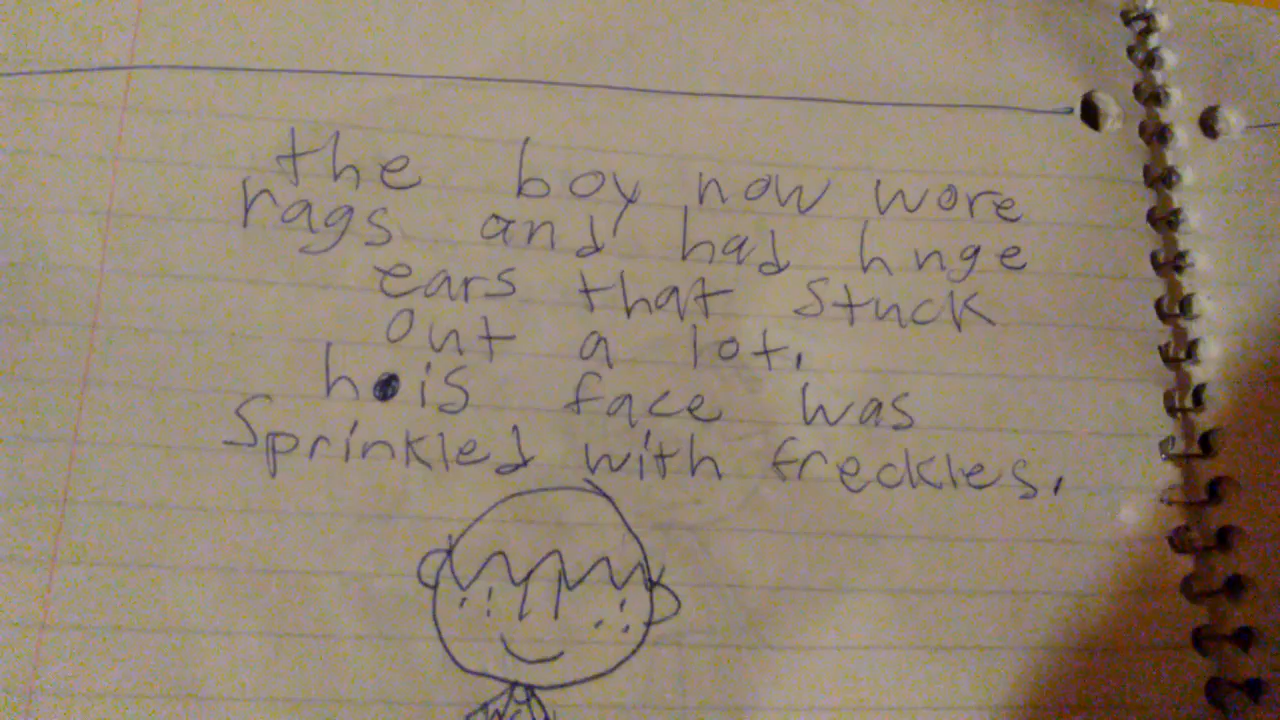 the boy now wore
rags and had huge
ears that stuck
out a lot.
his face was
Sprinkled with freckles.